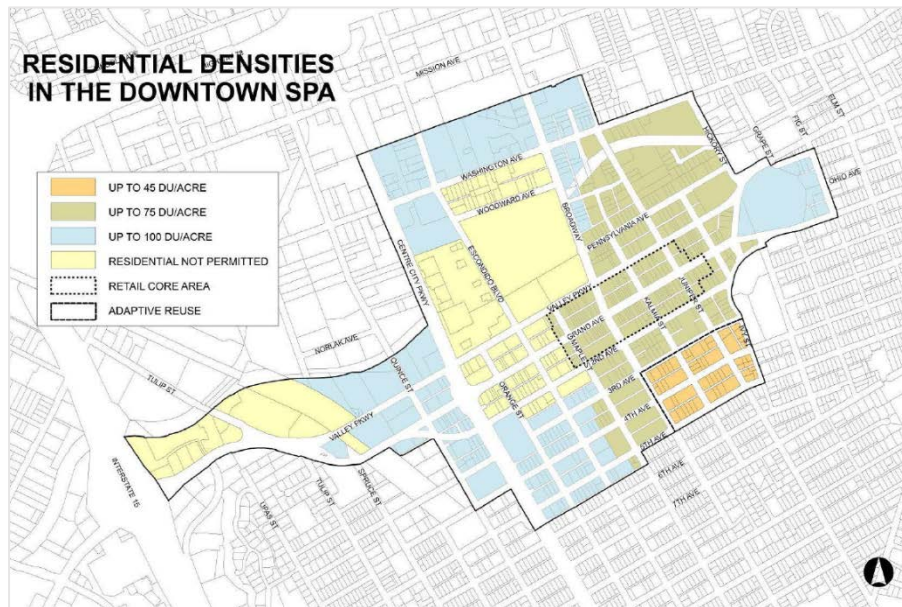 RESIDENTIAL DENSITIES
IN THE DOWNTOWN SPA
UP TO 45 DU/ACRE
UP TO 75 DU/ACRE
UP TO 100 DU/ACRE
RESIDENTIAL NOT PERMITTED
RETAIL CORE AREA
ADAPTIVE REUSE
MISSION AVE
WASHINGTON AVE
WOODWARD AVE
HICKORY ST
GRAPE ST
FIG ST
ELM ST
OHIO AVE
BROADWAY
PENNSYLVANIA AVE
CENTRE CITY PKWY
ESCONDIDO BLVD
VALLEY PKWY
GRAND AVE
KALMIA ST
JUNIPER ST
IVY ST
2ND AVE
3RD AVE
4TH AVE
5TH AVE
6TH AVE
7TH AVE
ORANGE ST
QUINCE ST
NORLAK AVE
TULIP ST
VALLEY PKWY
SPRUCE ST
TULIP ST
UPAS ST
INTERSTATE 15